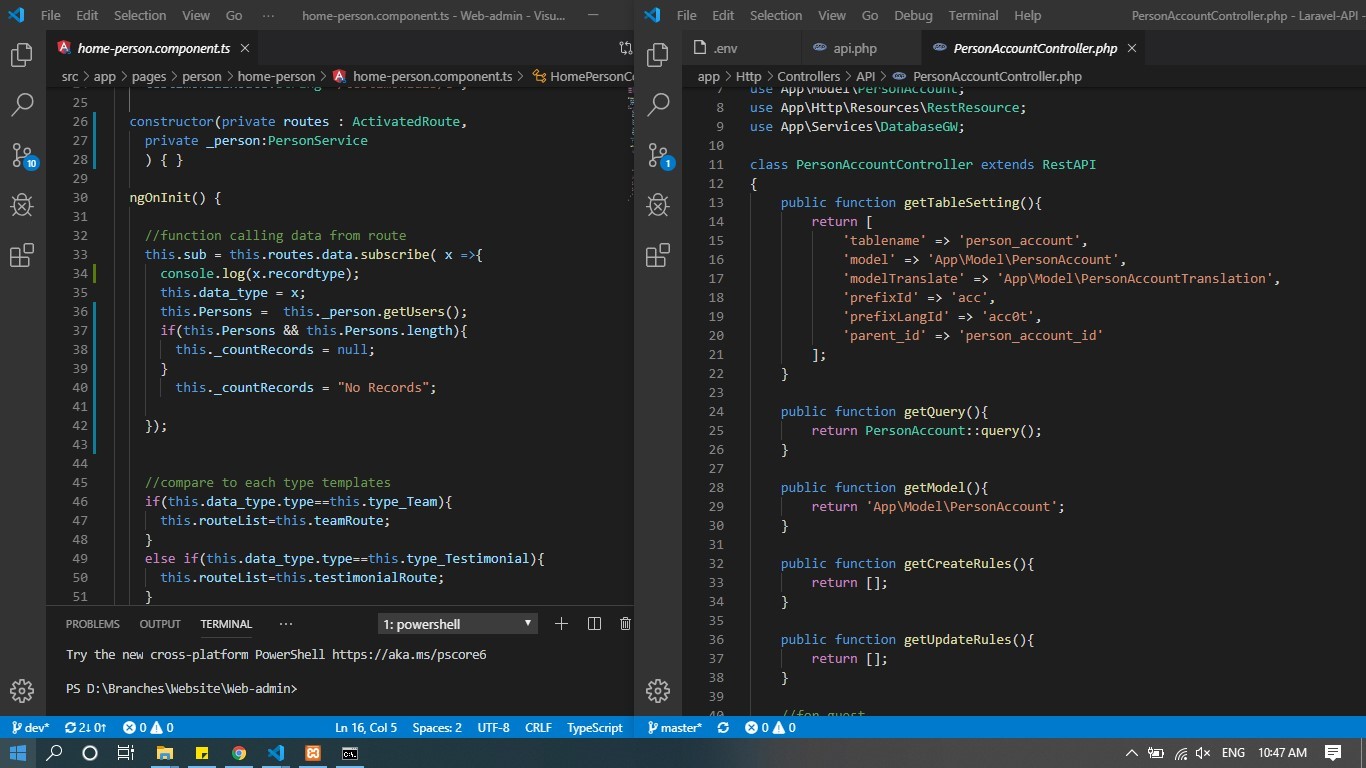 File Edit Selection View Go ··· home-person.component.ts - Web-admin - Visu...
home-person.component.ts
src > app > pages > person > home-person > home-person.component.ts > HomePersonCo
25
26 constructor(private routes : ActivatedRoute,
27 private _person:PersonService
28 ) { }
29
30 ngOnInit() {
31
32 //function calling data from route
33 this.sub = this.routes.data.subscribe( x =>{
34 console.log(x.recordtype);
35 this.data_type = x;
36 this.Persons =  this._person.getUsers();
37 if(this.Persons && this.Persons.length){
38 this._countRecords = null;
39 }
40 this._countRecords = "No Records";
41
42 });
43
44
45 //compare to each type templates
46 if(this.data_type.type==this.type_Team){
47 this.routeList=this.teamRoute;
48 }
49 else if(this.data_type.type==this.type_Testimonial){
50 this.routeList=this.testimonialRoute;
51 }
10
PROBLEMS OUTPUT TERMINAL ··· 1: powershell
Try the new cross-platform PowerShell https://aka.ms/pscore6
PS D:\Branches\Website\Web-admin>
dev* 2↓ 0↑ 0 0 Ln 16, Col 5 Spaces: 2 UTF-8 CRLF TypeScript
File Edit Selection View Go Debug Terminal Help PersonAccountController.php - Laravel-API -
.env api.php PersonAccountController.php
app > Http > Controllers > API > PersonAccountController.php
7 use App\Model\PersonAccount;
8 use App\Http\Resources\RestResource;
9 use App\Services\DatabaseGW;
10
11 class PersonAccountController extends RestAPI
12 {
13 public function getTableSetting(){
14 return [
15 'tablename' => 'person_account',
16 'model' => 'App\Model\PersonAccount',
17 'modelTranslate' => 'App\Model\PersonAccountTranslation',
18 'prefixId' => 'acc',
19 'prefixLangId' => 'acc0t',
20 'parent_id' => 'person_account_id'
21 ];
22 }
23
24 public function getQuery(){
25 return PersonAccount::query();
26 }
27
28 public function getModel(){
29 return 'App\Model\PersonAccount';
30 }
31
32 public function getCreateRules(){
33 return [];
34 }
35
36 public function getUpdateRules(){
37 return [];
38 }
39
40 //for guest
1
master* 0 0
ENG 10:47 AM